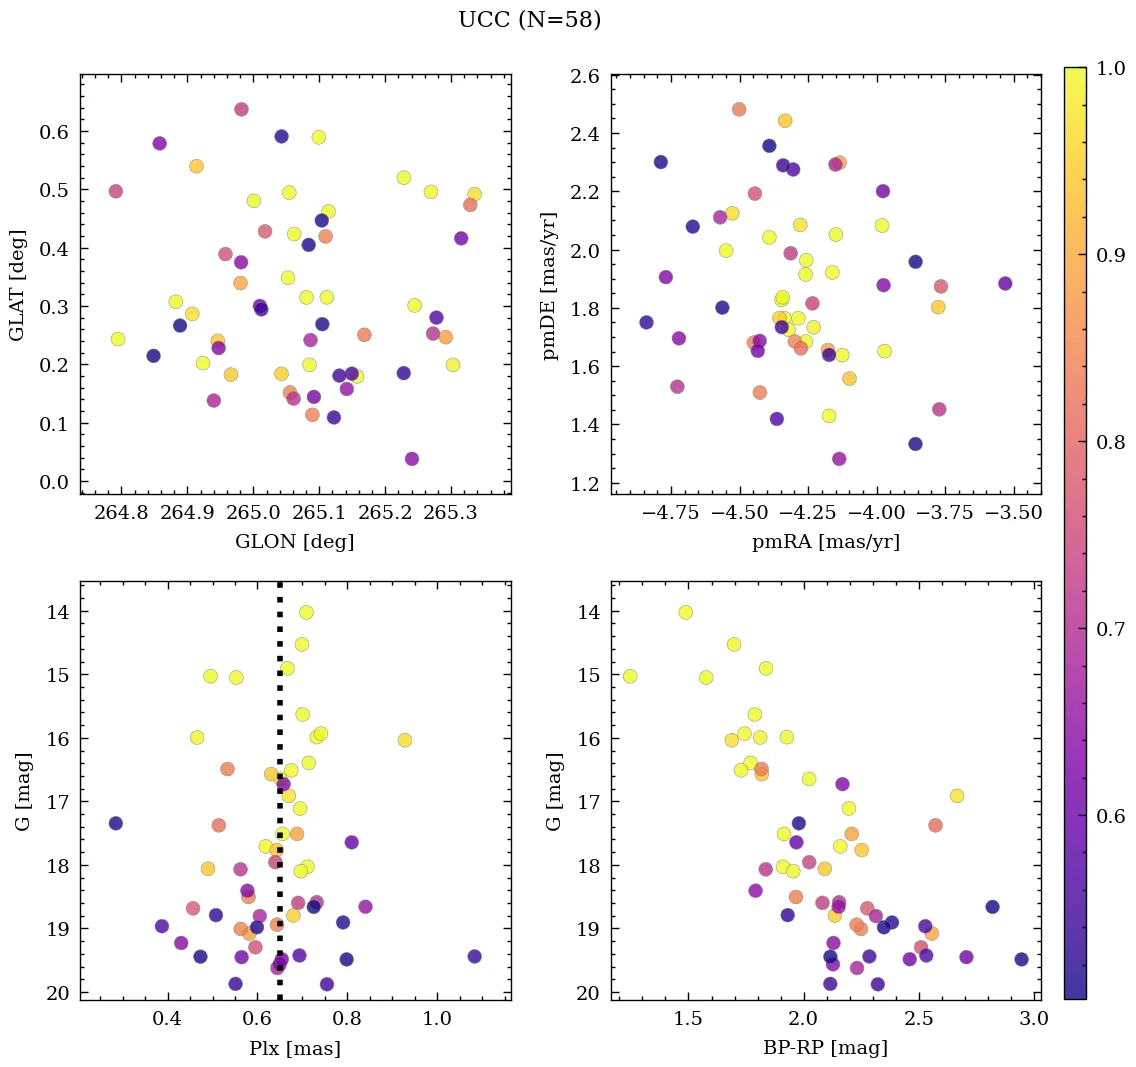 UCC (N=58)
0.6
0.5
0.4
0.3
0.2
0.1
0.0
GLAT [deg]
264.8 264.9 265.0 265.1 265.2 265.3
GLON [deg]
2.6
2.4
2.2
2.0
1.8
1.6
1.4
1.2
pmDE [mas/yr]
−4.75 −4.50 −4.25 −4.00 −3.75 −3.50
pmRA [mas/yr]
14
15
16
17
18
19
20
G [mag]
0.4 0.6 0.8 1.0
Plx [mas]
14
15
16
17
18
19
20
G [mag]
1.5 2.0 2.5 3.0
BP-RP [mag]
1.0
0.9
0.8
0.7
0.6